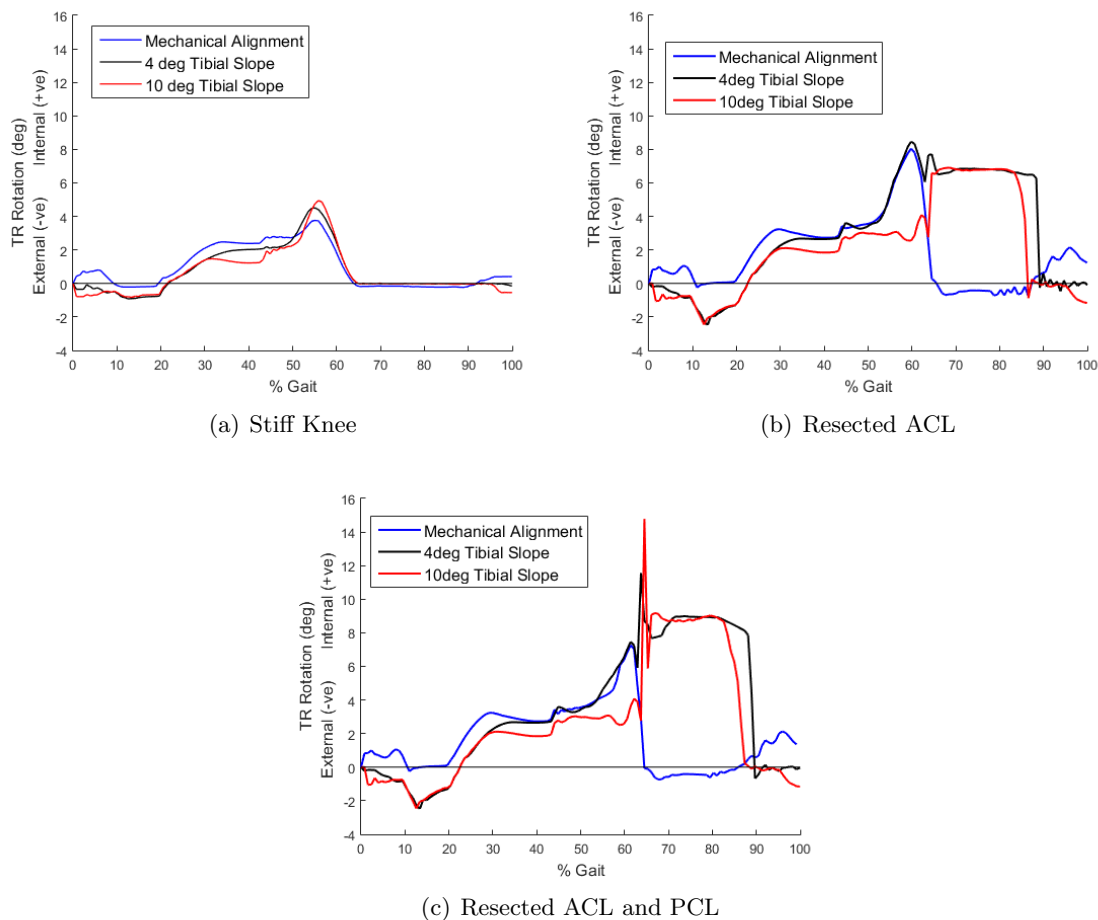 16
14
12
10
8
6
4
2
0
-2
-4
TR Rotation (deg)
External (-ve) Internal (+ve)
Mechanical Alignment
4 deg Tibial Slope
10 deg Tibial Slope
0 10 20 30 40 50 60 70 80 90 100
% Gait
(a) Stiff Knee
16
14
12
10
8
6
4
2
0
-2
-4
TR Rotation (deg)
External (-ve) Internal (+ve)
Mechanical Alignment
4deg Tibial Slope
10deg Tibial Slope
0 10 20 30 40 50 60 70 80 90 100
% Gait
(b) Resected ACL
16
14
12
10
8
6
4
2
0
-2
-4
TR Rotation (deg)
External (-ve) Internal (+ve)
Mechanical Alignment
4deg Tibial Slope
10deg Tibial Slope
0 10 20 30 40 50 60 70 80 90 100
% Gait
(c) Resected ACL and PCL